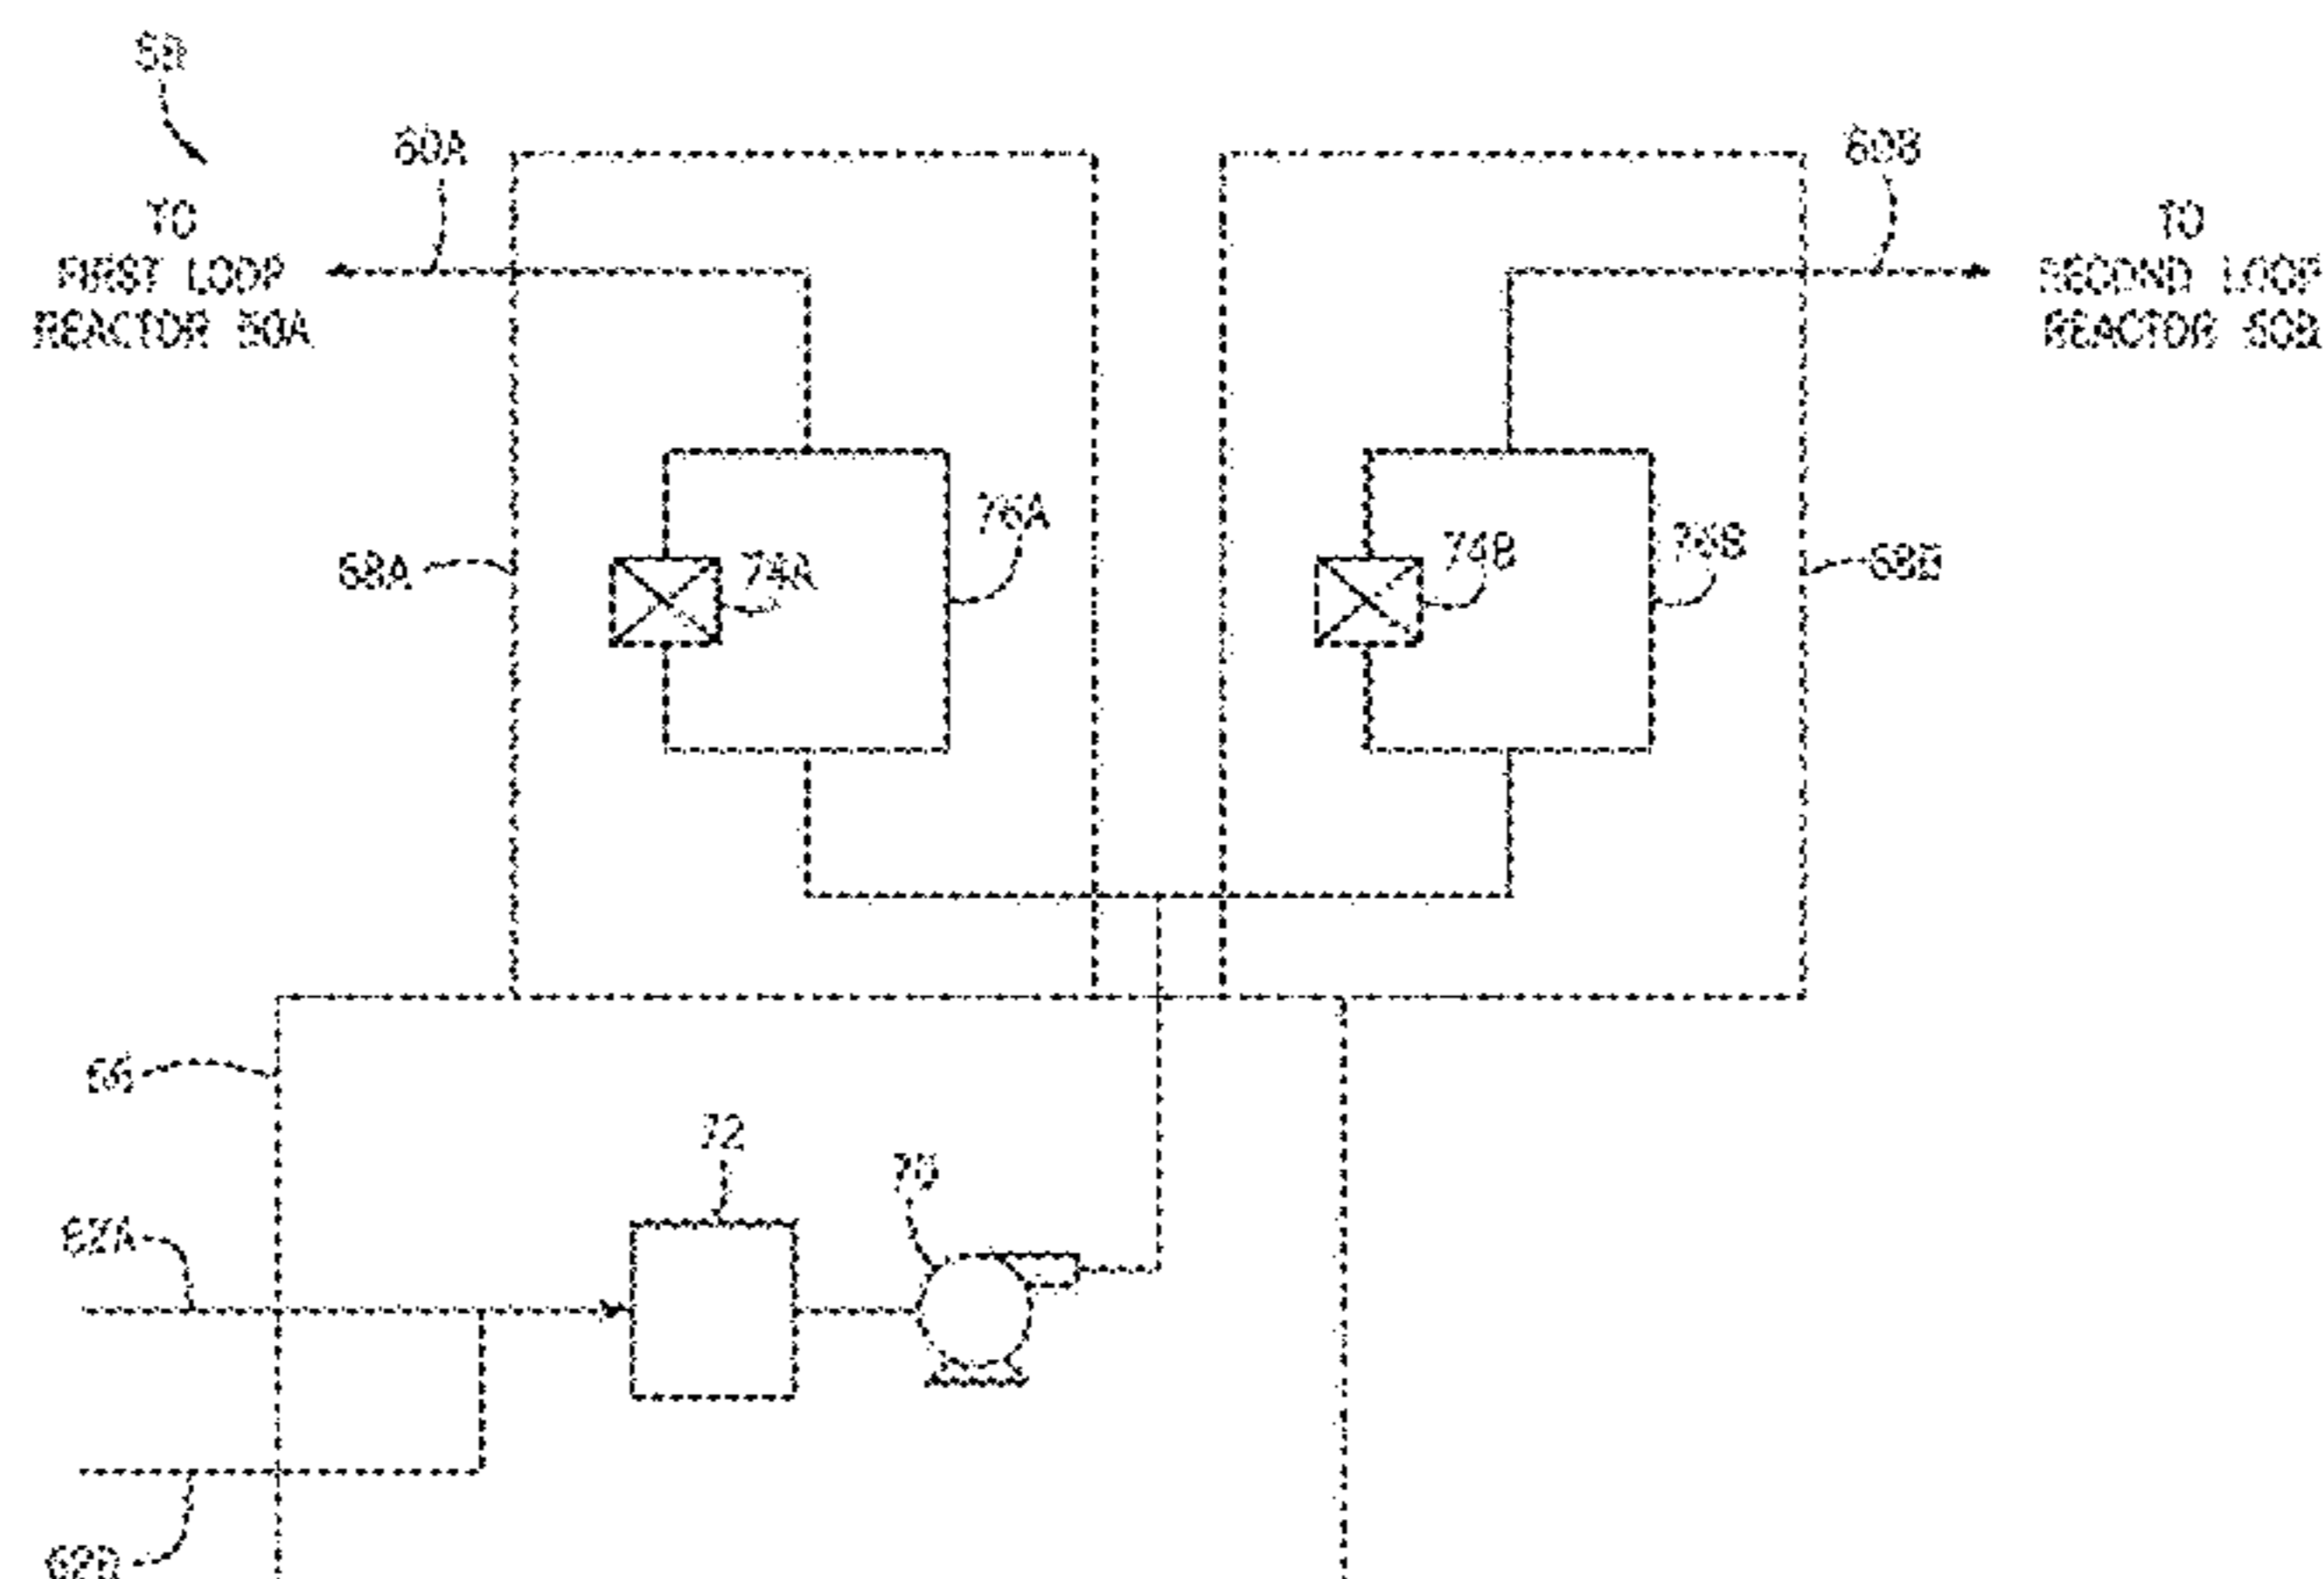 60A
60B
TO
FIRST LOOP
REACTOR 50A
TO
SECOND LOOP
REACTOR 50B
76A
74A
74B
76B
68A
68B
66
72
70
62A
62B